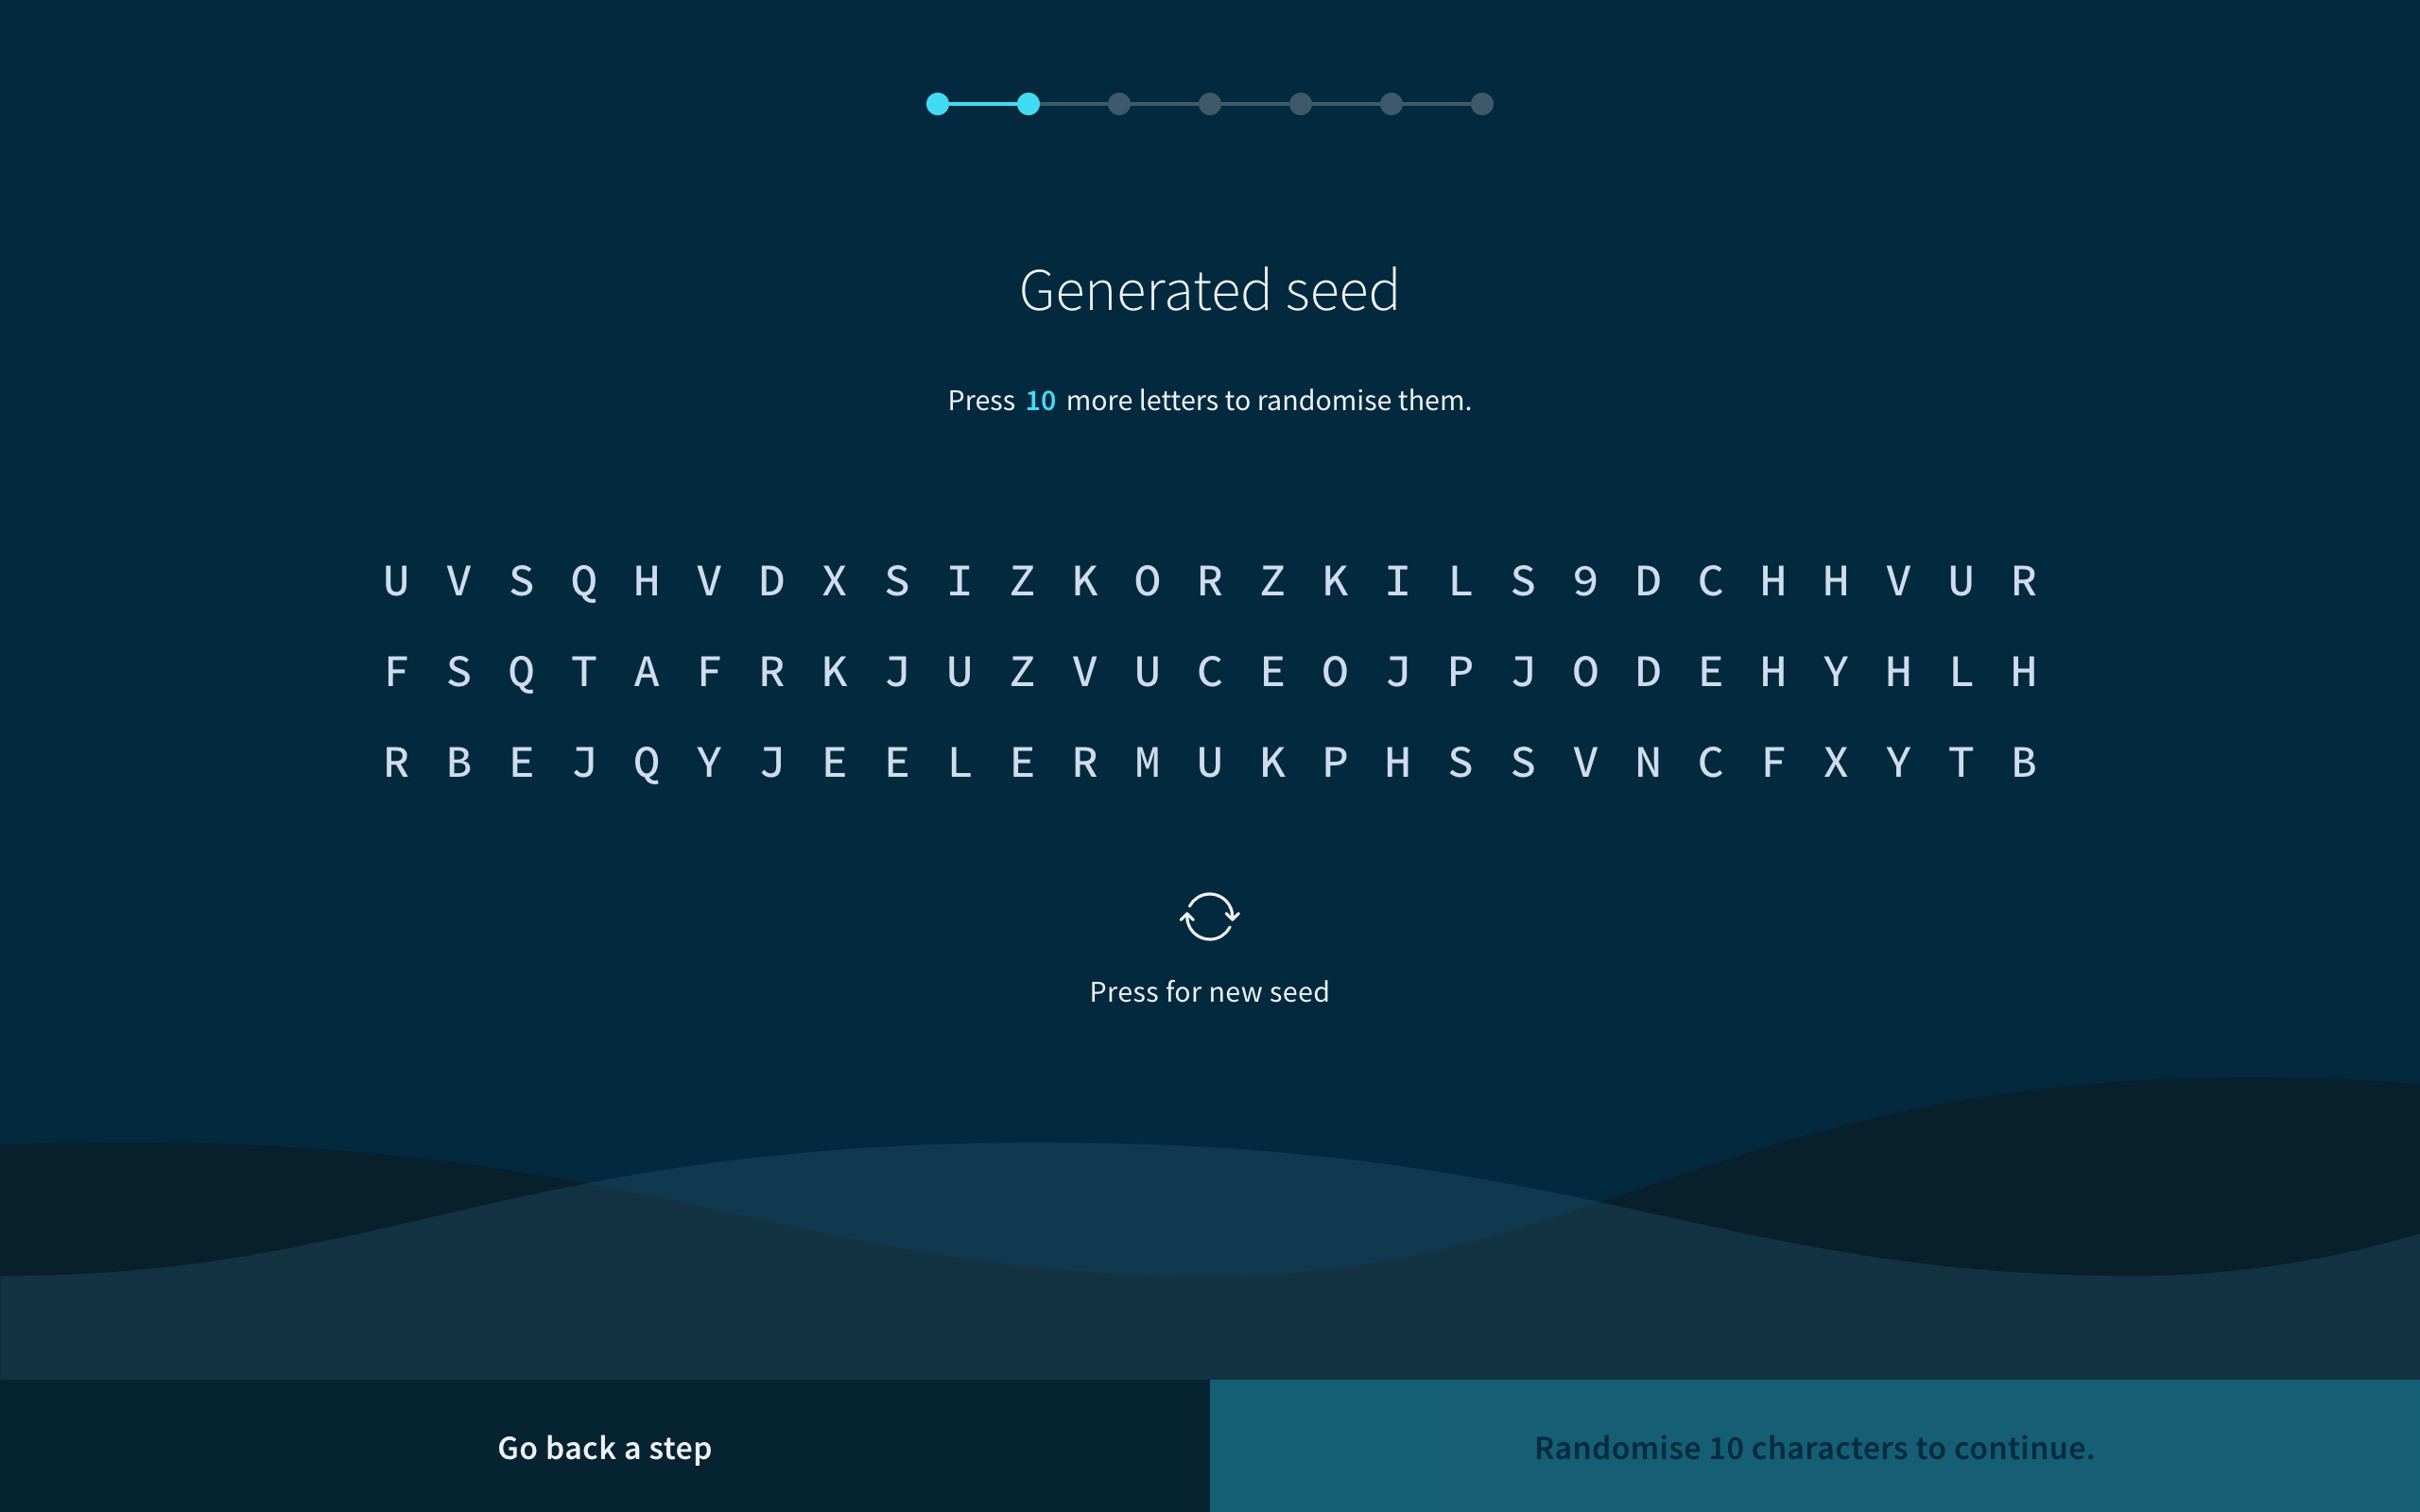 Generated seed
Press 10 more letters to randomise them.
U V S Q H V D X S I Z K O R Z K I L S 9 D C H H V U R
F S Q T A F R K J U Z V U C E O J P J O D E H Y H L H
R B E J Q Y J E E L E R M U K P H S S V N C F X Y T B
Press for new seed
Go back a step
Randomise 10 characters to continue.